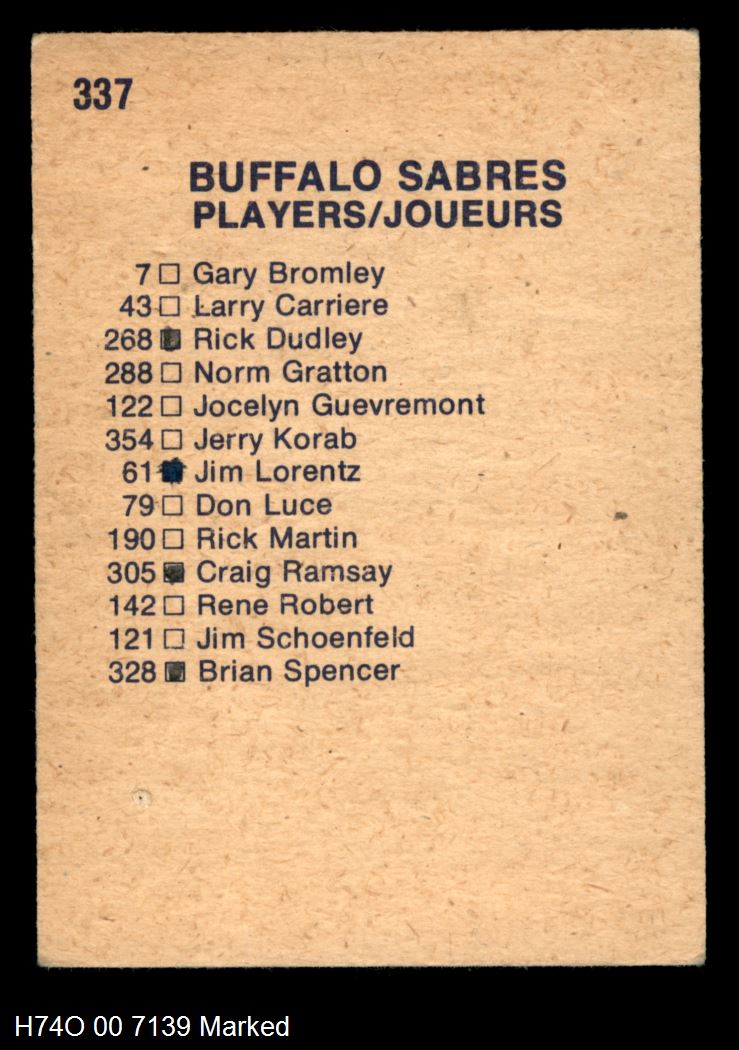 337
BUFFALO SABRES
PLAYERS/JOUEURS
7 □ Gary Bromley
43 □ Larry Carriere
268 ■ Rick Dudley
288 □ Norm Gratton
122 □ Jocelyn Guevremont
354 □ Jerry Korab
61 ■ Jim Lorentz
79 □ Don Luce
190 □ Rick Martin
305 ■ Craig Ramsay
142 □ Rene Robert
121 □ Jim Schoenfeld
328 ■ Brian Spencer
H74O 00 7139 Marked